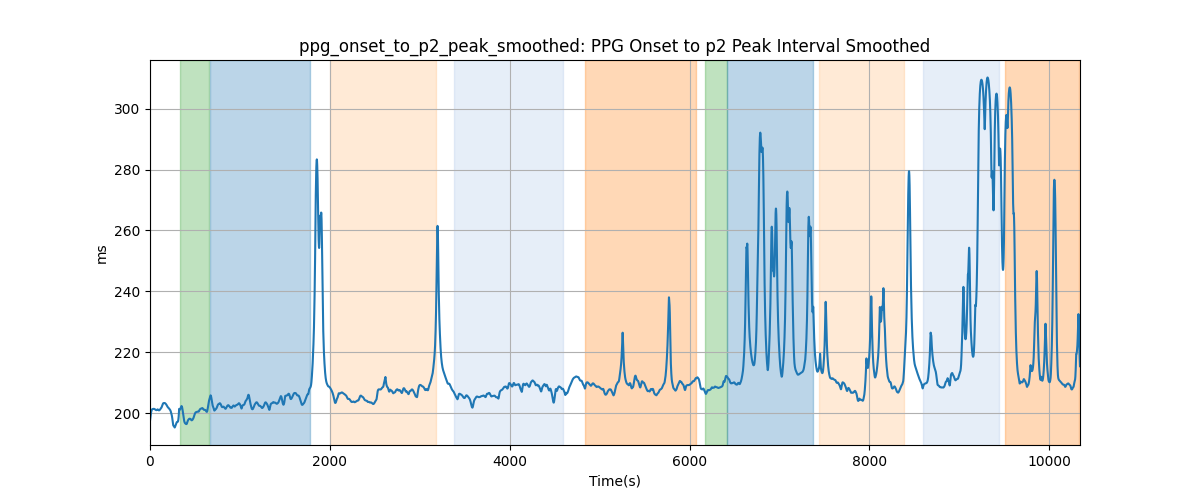 ppg_onset_to_p2_peak_smoothed: PPG Onset to p2 Peak Interval Smoothed
300
280
260
240
220
200
ms
0 2000 4000 6000 8000 10000
Time(s)